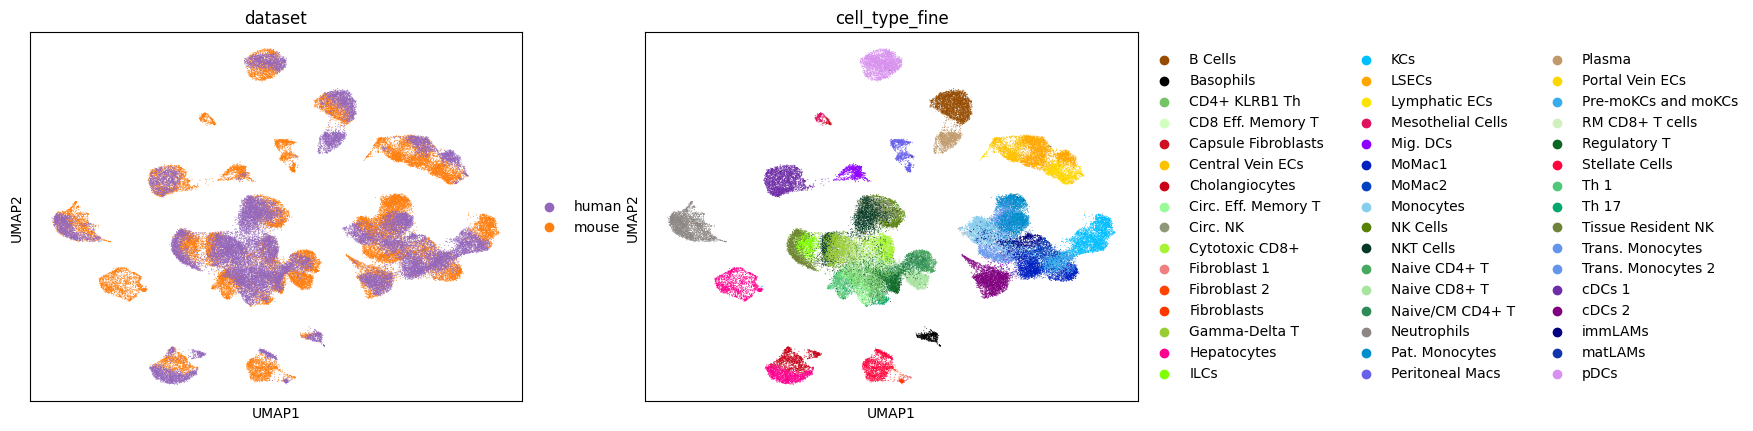 dataset
UMAP2
UMAP1
human
mouse
cell_type_fine
UMAP2
UMAP1
B Cells
Basophils
CD4+ KLRB1 Th
CD8 Eff. Memory T
Capsule Fibroblasts
Central Vein ECs
Cholangiocytes
Circ. Eff. Memory T
Circ. NK
Cytotoxic CD8+
Fibroblast 1
Fibroblast 2
Fibroblasts
Gamma-Delta T
Hepatocytes
ILCs
KCs
LSECs
Lymphatic ECs
Mesothelial Cells
Mig. DCs
MoMac1
MoMac2
Monocytes
NK Cells
NKT Cells
Naive CD4+ T
Naive CD8+ T
Naive/CM CD4+ T
Neutrophils
Pat. Monocytes
Peritoneal Macs
Plasma
Portal Vein ECs
Pre-moKCs and moKCs
RM CD8+ T cells
Regulatory T
Stellate Cells
Th 1
Th 17
Tissue Resident NK
Trans. Monocytes
Trans. Monocytes 2
cDCs 1
cDCs 2
immLAMs
matLAMs
pDCs